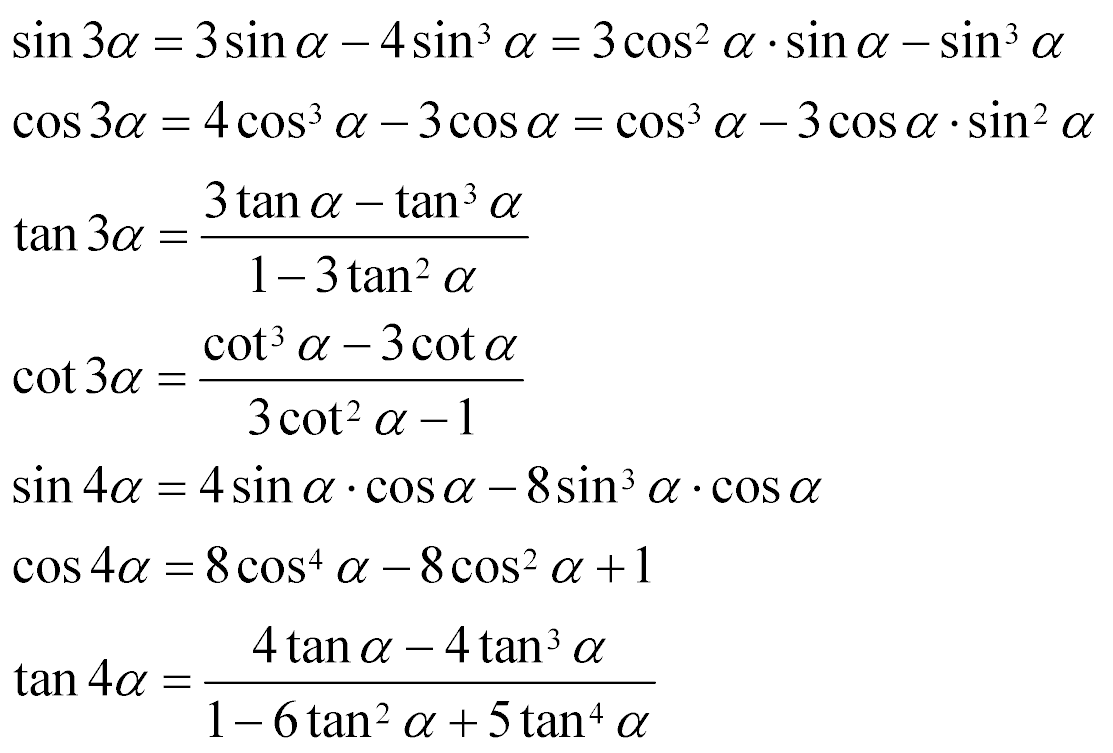 sin 3α = 3 sin α − 4 sin³ α = 3 cos² α · sin α − sin³ α
cos 3α = 4 cos³ α − 3 cos α = cos³ α − 3 cos α · sin² α
tan 3α = (3 tan α − tan³ α) / (1 − 3 tan² α)
cot 3α = (cot³ α − 3 cot α) / (3 cot² α − 1)
sin 4α = 4 sin α · cos α − 8 sin³ α · cos α
cos 4α = 8 cos⁴ α − 8 cos² α + 1
tan 4α = (4 tan α − 4 tan³ α) / (1 − 6 tan² α + 5 tan⁴ α)